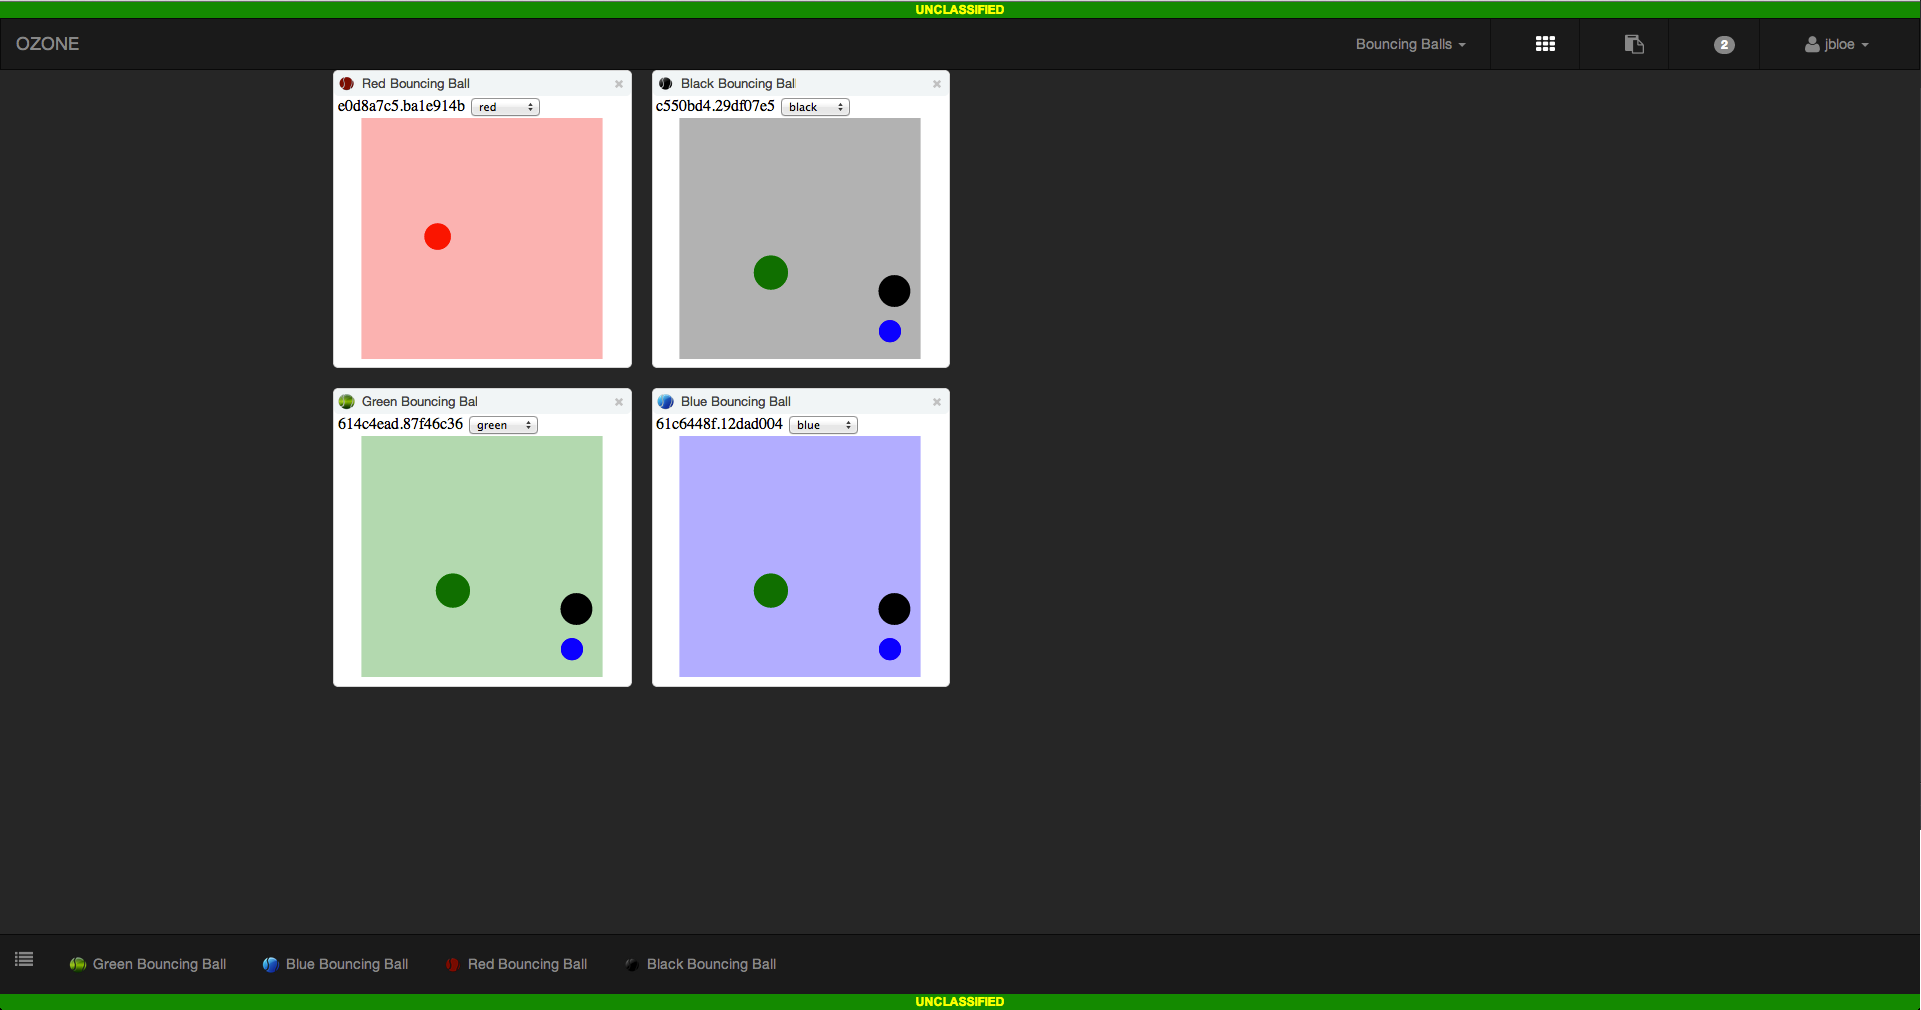 UNCLASSIFIED
OZONE
Bouncing Balls
2
jbloe
Red Bouncing Ball
e0d8a7c5.ba1e914b red
Black Bouncing Ball
c550bd4.29df07e5 black
Green Bouncing Bal
614c4ead.87f46c36 green
Blue Bouncing Ball
61c6448f.12dad004 blue
Green Bouncing Ball
Blue Bouncing Ball
Red Bouncing Ball
Black Bouncing Ball
UNCLASSIFIED